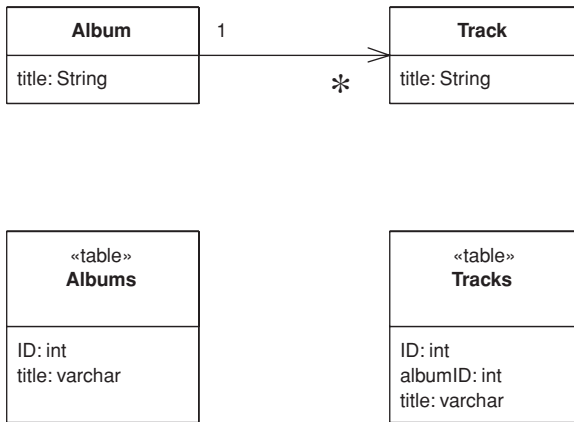 Album
1
Track
title: String
*
title: String
«table»
Albums
«table»
Tracks
ID: int
title: varchar
ID: int
albumID: int
title: varchar